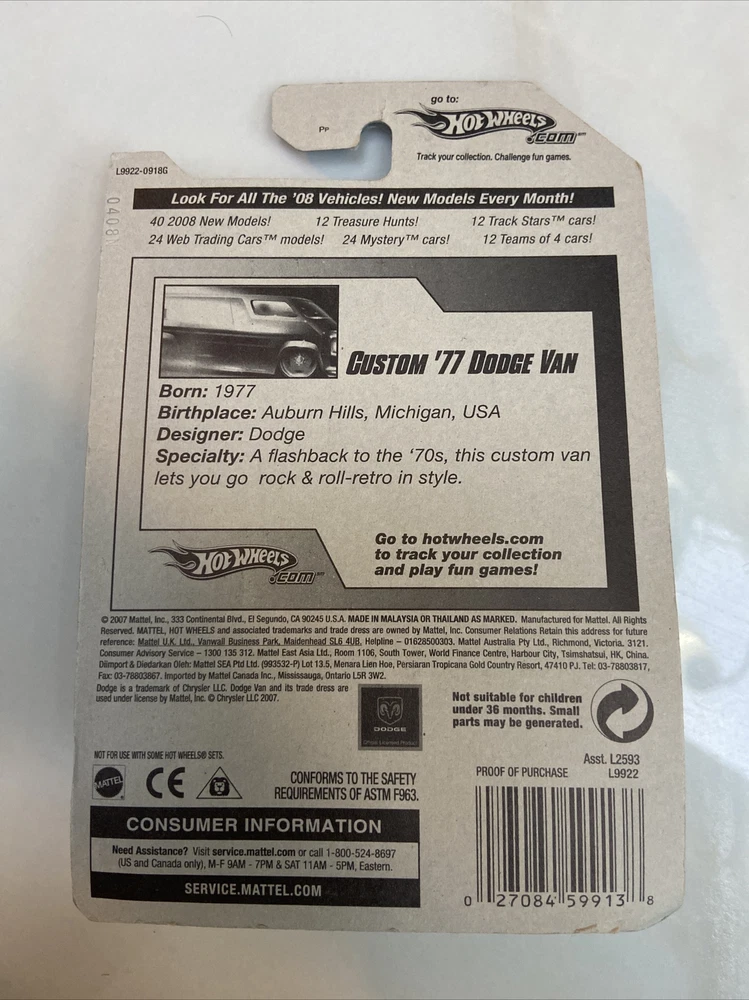 go to:
HOT WHEELS
.COM
Track your collection. Challenge fun games.
PP
L9922-0918G
0408
Look For All The '08 Vehicles! New Models Every Month!
40 2008 New Models! 12 Treasure Hunts! 12 Track Stars™ cars!
24 Web Trading Cars™ models! 24 Mystery™ cars! 12 Teams of 4 cars!
CUSTOM '77 DODGE VAN
Born: 1977
Birthplace: Auburn Hills, Michigan, USA
Designer: Dodge
Specialty: A flashback to the '70s, this custom van
lets you go rock & roll-retro in style.
HOT WHEELS
.COM
Go to hotwheels.com
to track your collection
and play fun games!
© 2007 Mattel, Inc., 333 Continental Blvd., El Segundo, CA 90245 U.S.A. MADE IN MALAYSIA OR THAILAND AS MARKED. Manufactured for Mattel. All Rights
Reserved. MATTEL, HOT WHEELS and associated trademarks and trade dress are owned by Mattel, Inc. Consumer Relations Retain this address for future
reference: Mattel U.K. Ltd., Vanwall Business Park, Maidenhead SL6 4UB. Helpline – 01628500303. Mattel Australia Pty Ltd., Richmond, Victoria. 3121.
Consumer Advisory Service – 1300 135 312. Mattel East Asia Ltd., Room 1106, South Tower, World Finance Centre, Harbour City, Tsimshatsui, HK, China.
Diimport & Diedarkan Oleh: Mattel SEA Ptd Ltd. (993532-P) Lot 13.5, Menara Lien Hoe, Persiaran Tropicana Gold Country Resort, 47410 PJ. Tel: 03-78803817,
Fax: 03-78803867. Imported by Mattel Canada Inc., Mississauga, Ontario L5R 3W2.
Dodge is a trademark of Chrysler LLC. Dodge Van and its trade dress are
used under license by Mattel, Inc. © Chrysler LLC 2007.
DODGE
Official Licensed Product
Not suitable for children
under 36 months. Small
parts may be generated.
NOT FOR USE WITH SOME HOT WHEELS® SETS.
MATTEL
CE
CONFORMS TO THE SAFETY
REQUIREMENTS OF ASTM F963.
Asst. L2593
PROOF OF PURCHASE L9922
CONSUMER INFORMATION
Need Assistance? Visit service.mattel.com or call 1-800-524-8697
(US and Canada only), M-F 9AM - 7PM & SAT 11AM - 5PM, Eastern.
SERVICE.MATTEL.COM
0 27084 59913 8